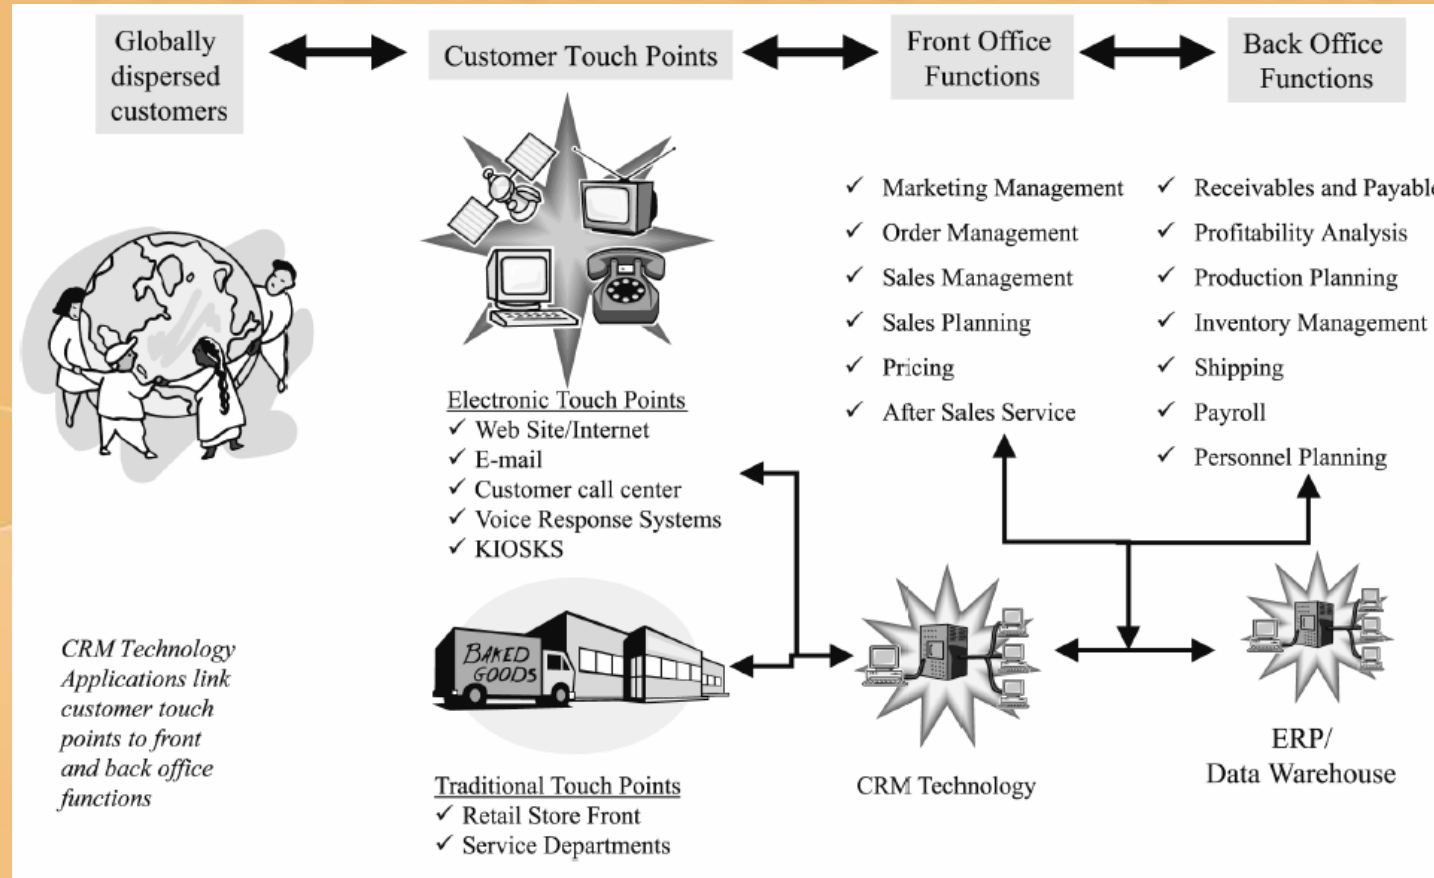 Globally
dispersed
customers
Customer Touch Points
Front Office
Functions
Back Office
Functions
Electronic Touch Points
✓ Web Site/Internet
✓ E-mail
✓ Customer call center
✓ Voice Response Systems
✓ KIOSKS
BAKED
GOODS
Traditional Touch Points
✓ Retail Store Front
✓ Service Departments
✓ Marketing Management
✓ Order Management
✓ Sales Management
✓ Sales Planning
✓ Pricing
✓ After Sales Service
✓ Receivables and Payable
✓ Profitability Analysis
✓ Production Planning
✓ Inventory Management
✓ Shipping
✓ Payroll
✓ Personnel Planning
CRM Technology
ERP/
Data Warehouse
CRM Technology
Applications link
customer touch
points to front
and back office
functions